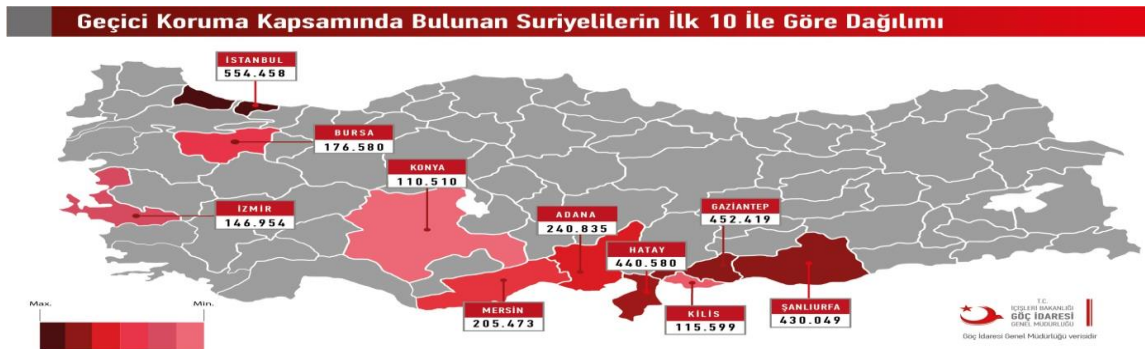 Geçici Koruma Kapsamında Bulunan Suriyelilerin İlk 10 İle Göre Dağılımı
İSTANBUL
554.458
BURSA
176.580
KONYA
110.510
İZMİR
146.954
ADANA
240.835
GAZİANTEP
452.419
HATAY
440.580
MERSİN
205.473
KİLİS
115.599
ŞANLIURFA
430.049
Max.
Min.
T.C.
İÇİŞLERİ BAKANLIĞI
GÖÇ İDARESİ
GENEL MÜDÜRLÜĞÜ
Göç İdaresi Genel Müdürlüğü verisidir